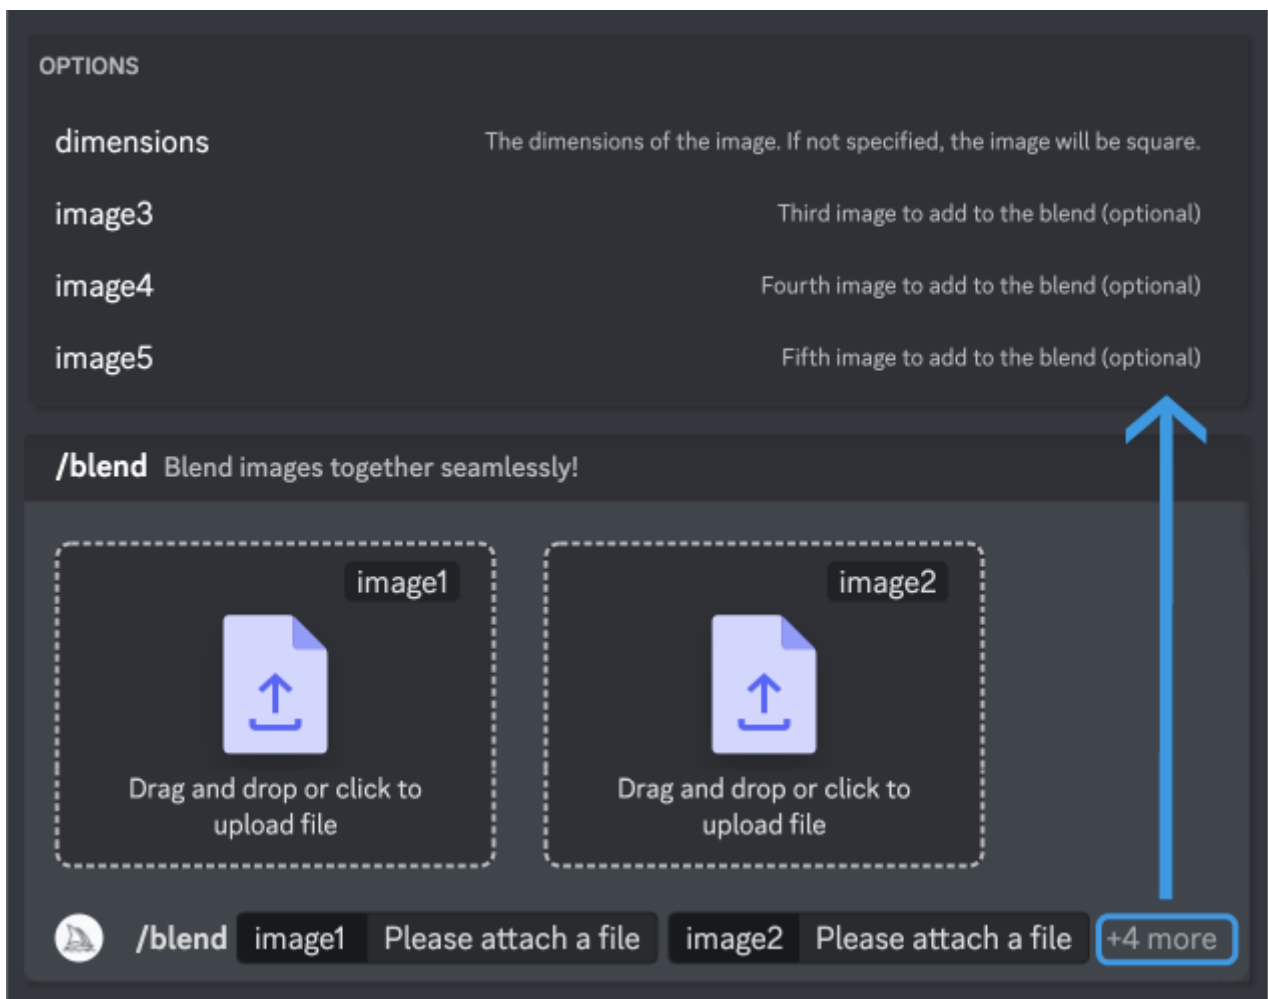 OPTIONS
dimensions The dimensions of the image. If not specified, the image will be square.
image3 Third image to add to the blend (optional)
image4 Fourth image to add to the blend (optional)
image5 Fifth image to add to the blend (optional)
/blend Blend images together seamlessly!
image1
Drag and drop or click to
upload file
image2
Drag and drop or click to
upload file
/blend image1 Please attach a file image2 Please attach a file +4 more